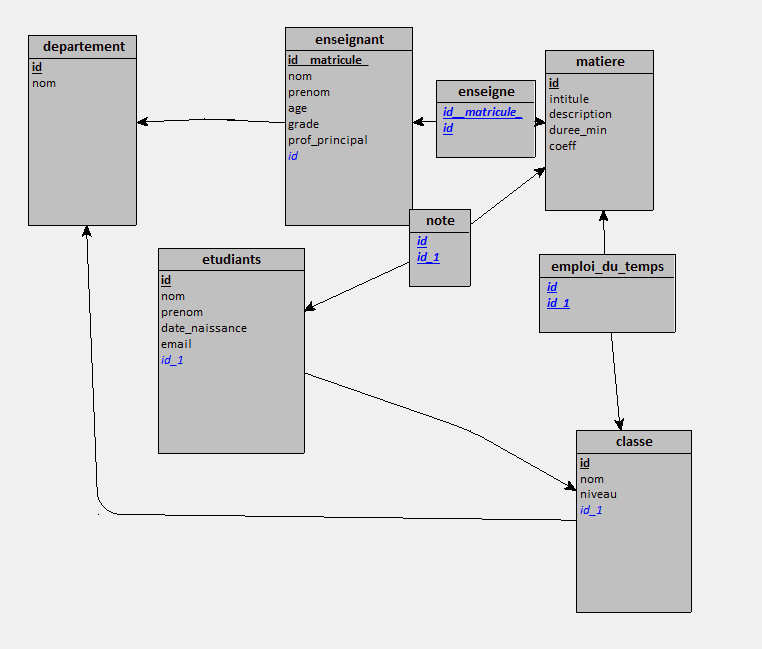 departement
id
nom
enseignant
id__matricule_
nom
prenom
age
grade
prof_principal
id
enseigne
id__matricule_
id
matiere
id
intitule
description
duree_min
coeff
note
id
id_1
etudiants
id
nom
prenom
date_naissance
email
id_1
emploi_du_temps
id
id_1
classe
id
nom
niveau
id_1